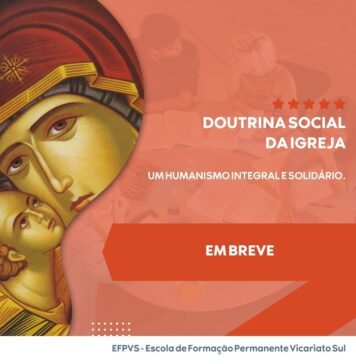 DOUTRINA SOCIAL
DA IGREJA
UM HUMANISMO INTEGRAL E SOLIDÁRIO.
EM BREVE
EFPVS - Escola de Formação Permanente Vicariato Sul